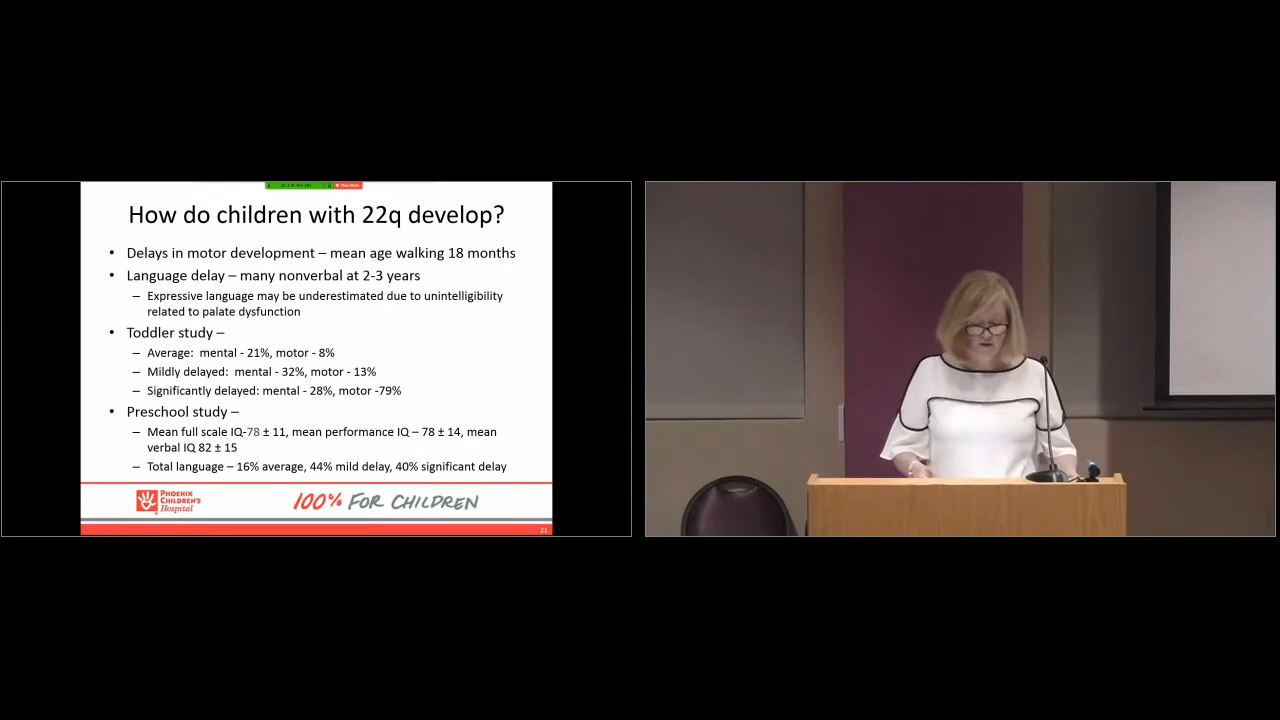 How do children with 22q develop?
• Delays in motor development – mean age walking 18 months
• Language delay – many nonverbal at 2-3 years
– Expressive language may be underestimated due to unintelligibility
related to palate dysfunction
• Toddler study –
– Average: mental - 21%, motor - 8%
– Mildly delayed: mental - 32%, motor - 13%
– Significantly delayed: mental - 28%, motor -79%
• Preschool study –
– Mean full scale IQ-78 ± 11, mean performance IQ – 78 ± 14, mean
verbal IQ 82 ± 15
– Total language – 16% average, 44% mild delay, 40% significant delay
PHOENIX
CHILDREN'S
Hospital
100% FOR CHILDREN
21